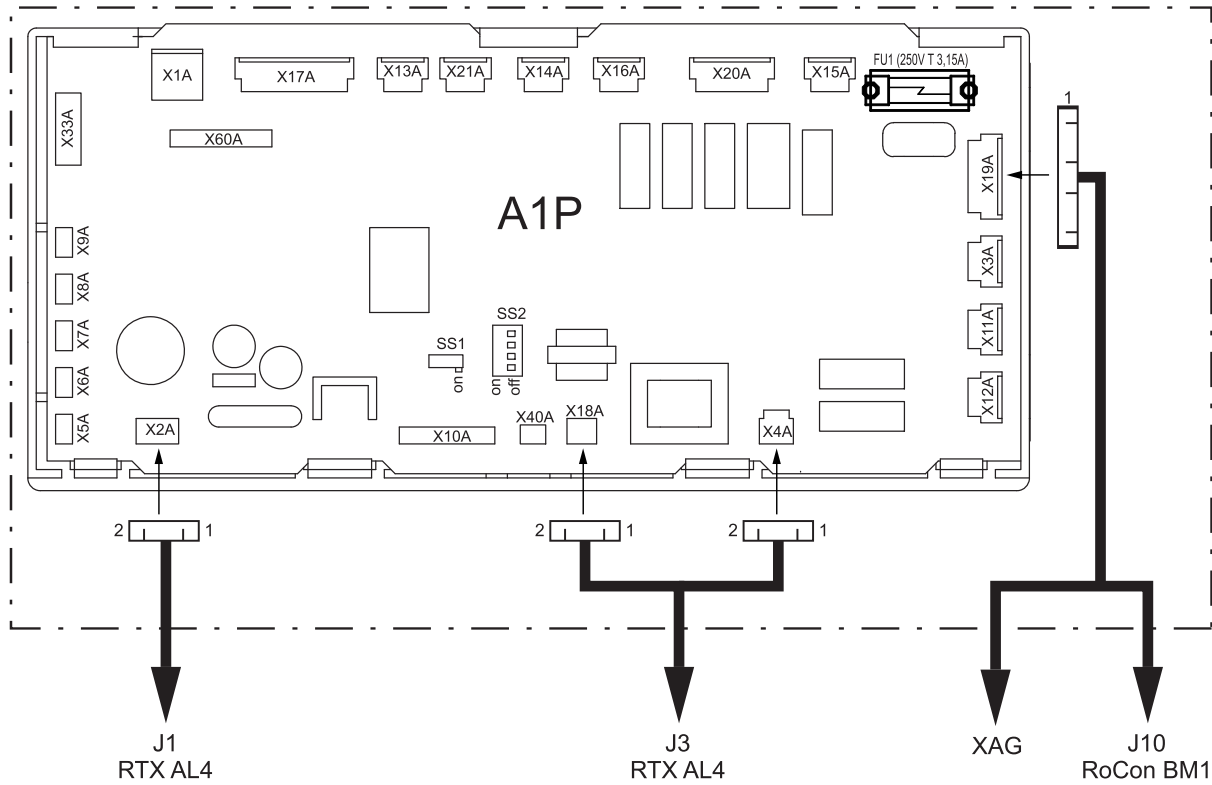 FU1 (250V T 3,15A)
X1A
X17A
X13A
X21A
X14A
X16A
X20A
X15A
1
X33A
X60A
X19A
A1P
X9A
X8A
X7A
X6A
X5A
X3A
X11A
X12A
SS2
SS1
on
on
off
X2A
X10A
X40A
X18A
X4A
2 1
2 1
2 1
J1
RTX AL4
J3
RTX AL4
XAG
J10
RoCon BM1